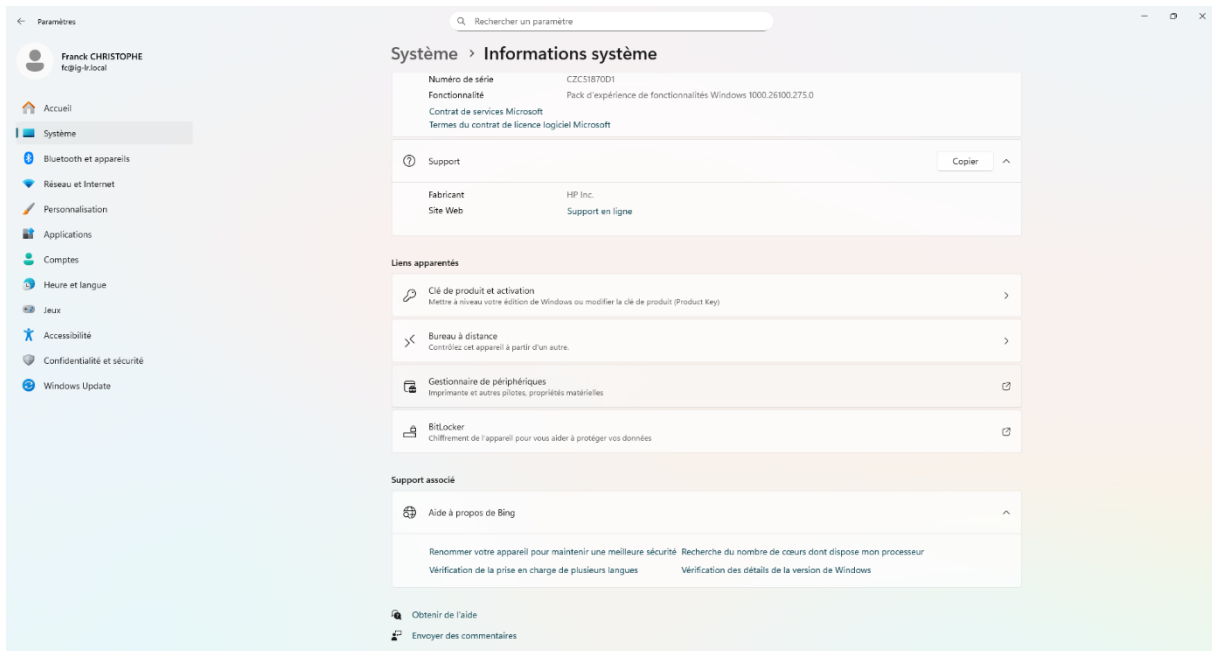 Paramètres
Rechercher un paramètre
Franck CHRISTOPHE
fc@ig-lr.local
Accueil
Système
Bluetooth et appareils
Réseau et Internet
Personnalisation
Applications
Comptes
Heure et langue
Jeux
Accessibilité
Confidentialité et sécurité
Windows Update
Système > Informations système
Numéro de série CZC51870D1
Fonctionnalité Pack d'expérience de fonctionnalités Windows 1000.26100.275.0
Contrat de services Microsoft
Termes du contrat de licence logiciel Microsoft
Support Copier
Fabricant HP Inc.
Site Web Support en ligne
Liens apparentés
Clé de produit et activation
Mettre à niveau votre édition de Windows ou modifier la clé de produit (Product Key)
Bureau à distance
Contrôlez cet appareil à partir d'un autre.
Gestionnaire de périphériques
Imprimante et autres pilotes, propriétés matérielles
BitLocker
Chiffrement de l'appareil pour vous aider à protéger vos données
Support associé
Aide à propos de Bing
Renommer votre appareil pour maintenir une meilleure sécurité Recherche du nombre de cœurs dont dispose mon processeur
Vérification de la prise en charge de plusieurs langues Vérification des détails de la version de Windows
Obtenir de l'aide
Envoyer des commentaires